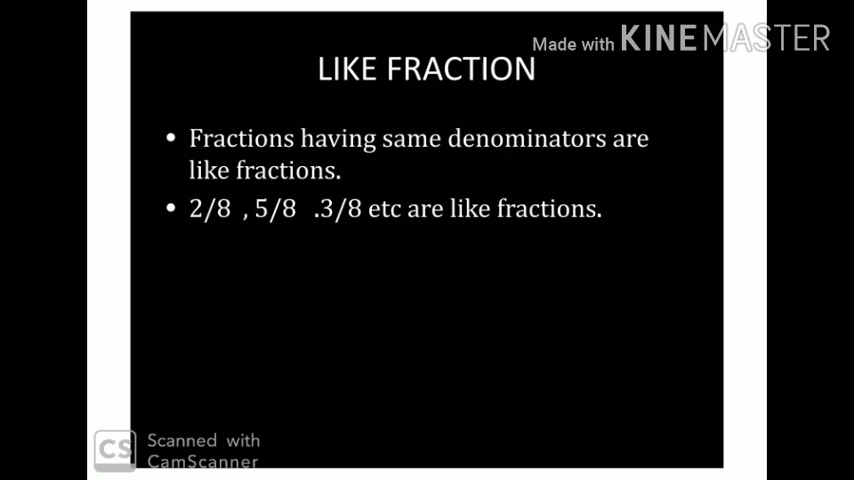 Made with KINEMASTER
LIKE FRACTION
• Fractions having same denominators are
like fractions.
• 2/8 , 5/8 .3/8 etc are like fractions.
CS Scanned with
CamScanner